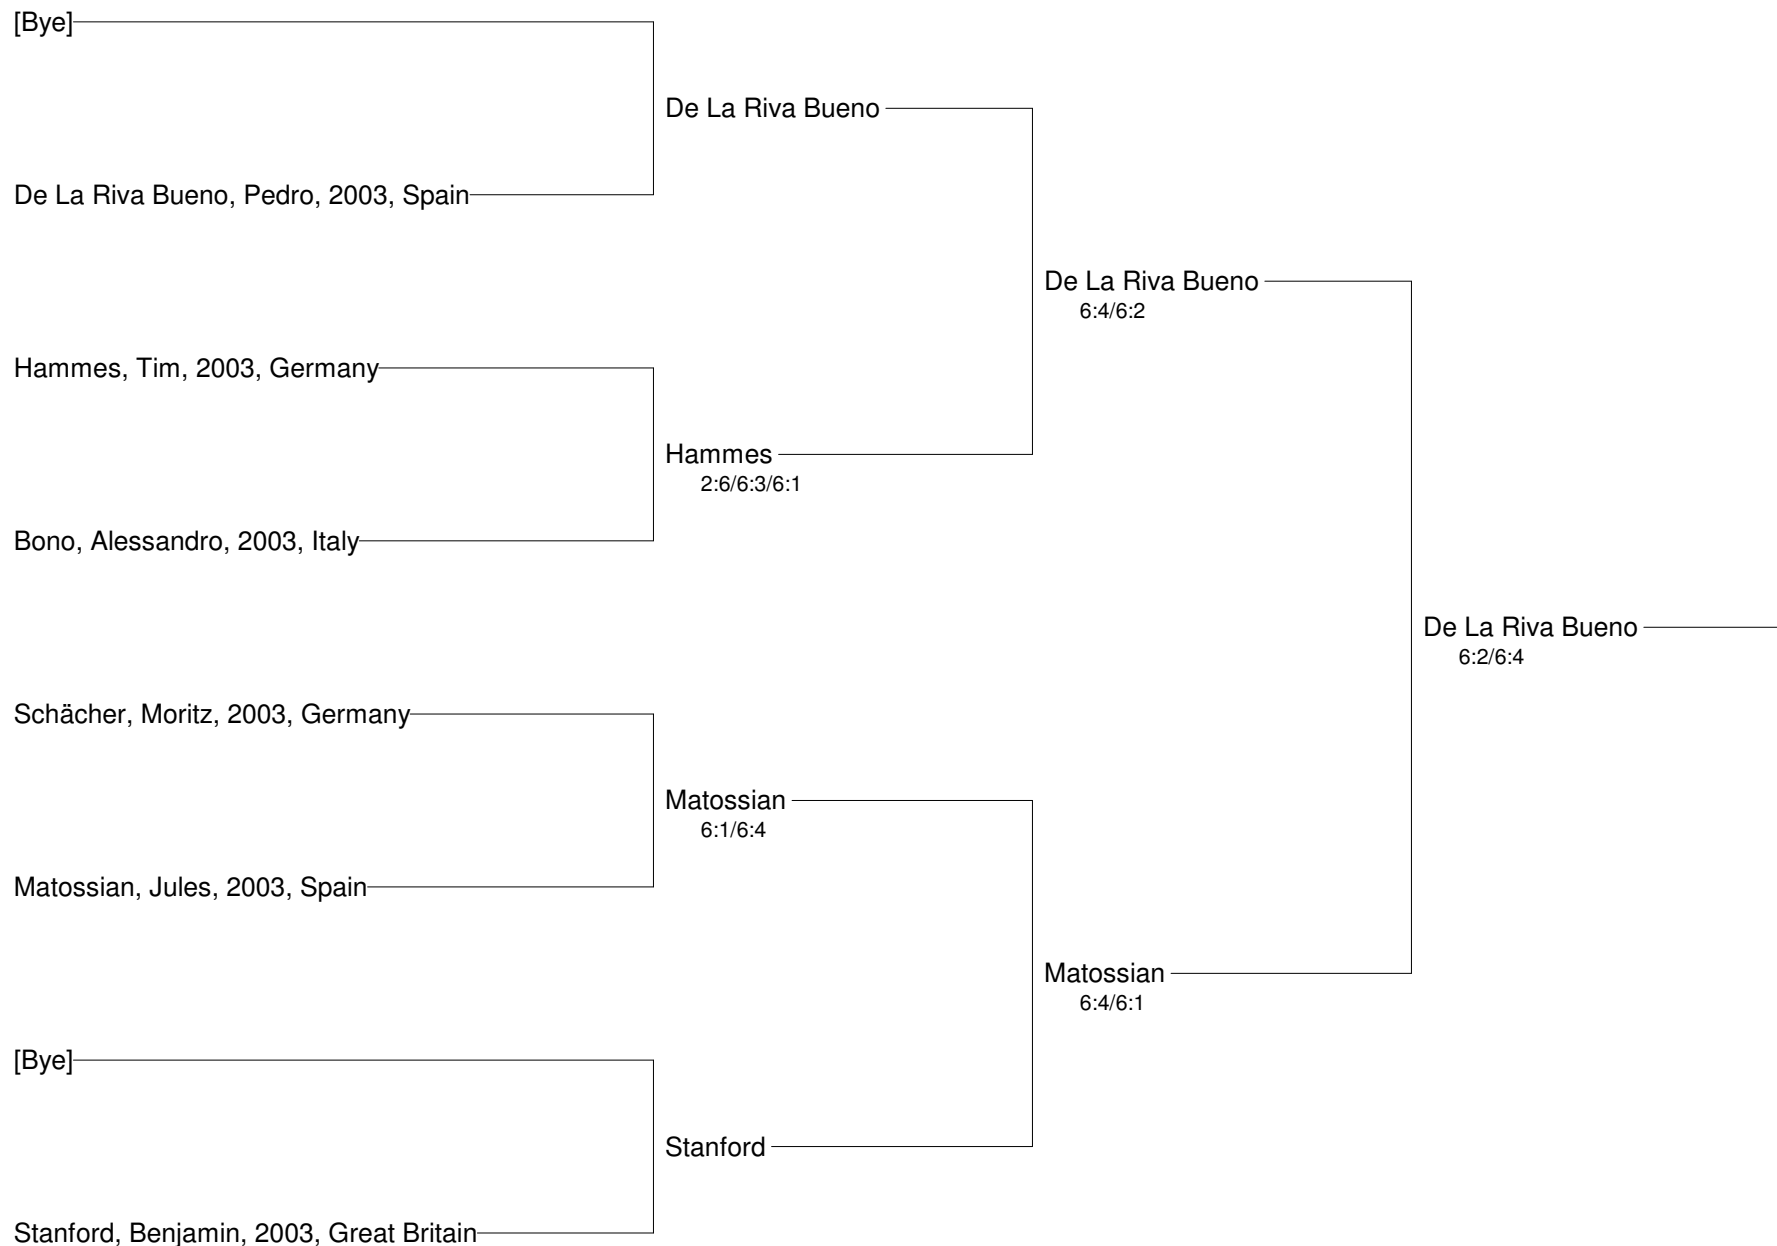 [Bye]
De La Riva Bueno
De La Riva Bueno, Pedro, 2003, Spain
De La Riva Bueno
6:4/6:2
Hammes, Tim, 2003, Germany
Hammes
2:6/6:3/6:1
Bono, Alessandro, 2003, Italy
De La Riva Bueno
6:2/6:4
Schächer, Moritz, 2003, Germany
Matossian
6:1/6:4
Matossian, Jules, 2003, Spain
Matossian
6:4/6:1
[Bye]
Stanford
Stanford, Benjamin, 2003, Great Britain